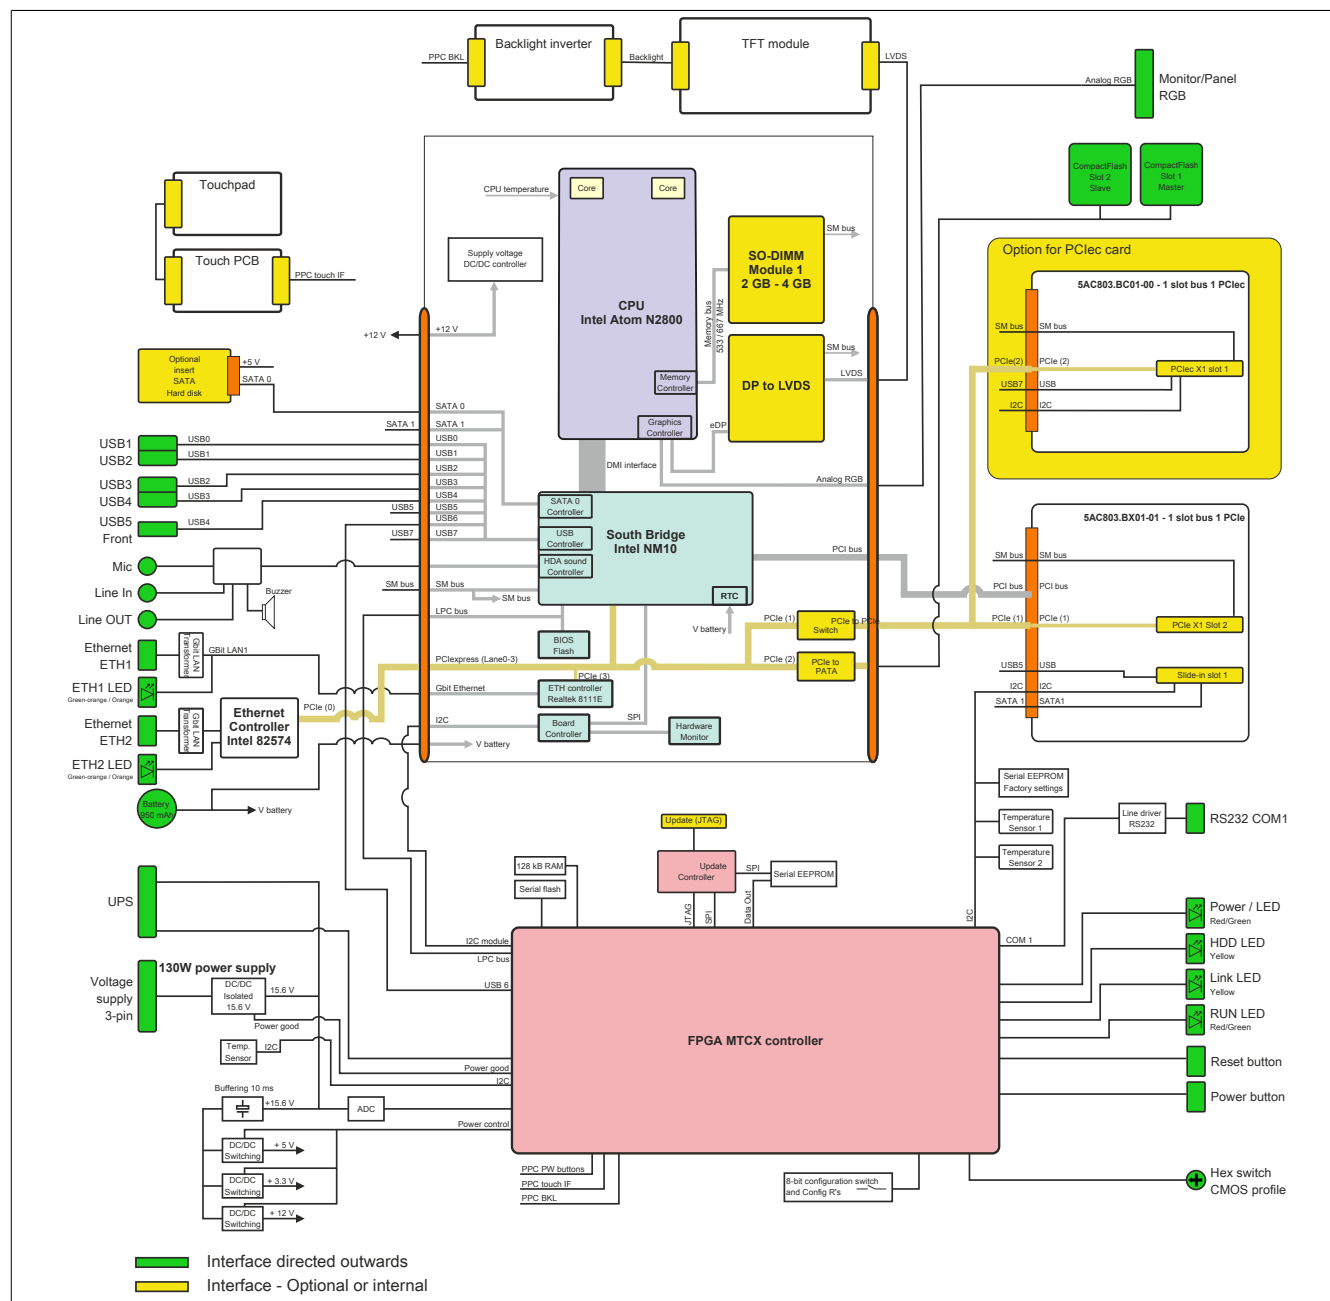 Backlight inverter
TFT module
PPC BKL
Backlight
LVDS
Analog RGB
Monitor/Panel
RGB
CompactFlash
Slot 2
Slave
CompactFlash
Slot 1
Master
Touchpad
Touch PCB
PPC touch IF
CPU temperature
Core
Core
Supply voltage
DC/DC controller
CPU
Intel Atom N2800
Memory bus
533 / 667 MHz
Memory
Controller
Graphics
Controller
SO-DIMM
Module 1
2 GB - 4 GB
SM bus
DP to LVDS
SM bus
LVDS
eDP
DMI interface
Analog RGB
+12 V
+12 V
Option for PCIec card
5AC803.BC01-00 - 1 slot bus 1 PCIec
SM bus
SM bus
PCIe(2)
PCIe (2)
PCIec X1 slot 1
USB7
USB
I2C
I2C
Optional
insert
SATA
Hard disk
+5 V
SATA 0
SATA 0
SATA 1
SATA 1
USB1
USB2
USB0
USB1
USB0
USB1
USB3
USB4
USB2
USB3
USB2
USB3
USB5
Front
USB4
USB4
USB5
USB5
USB6
USB7
USB7
SATA 0
Controller
USB
Controller
HDA sound
Controller
South Bridge
Intel NM10
RTC
PCI bus
5AC803.BX01-01 - 1 slot bus 1 PCIe
SM bus
SM bus
PCI bus
PCI bus
PCIe (1)
PCIe (1)
PCIe X1 Slot 2
USB5
USB
Slide-in slot 1
I2C
I2C
SATA 1
SATA1
Mic
Line In
Line OUT
Buzzer
SM bus
SM bus
SM bus
LPC bus
V battery
BIOS
Flash
PCIe (1)
PCIe to PCIe
Switch
PCIexpress (Lane0-3)
PCIe (2)
PCIe to
PATA
PCIe (3)
Gbit Ethernet
ETH controller
Realtek 8111E
SPI
I2C
Board
Controller
Hardware
Monitor
V battery
Ethernet
ETH1
Gbit LAN
Transformer
GBit LAN1
ETH1 LED
Green-orange / Orange
Ethernet
ETH2
Gbit LAN
Transformer
Ethernet
Controller
Intel 82574
PCIe (0)
ETH2 LED
Green-orange / Orange
Battery
950 mAh
V battery
Serial EEPROM
Factory settings
Temperature
Sensor 1
Temperature
Sensor 2
Line driver
RS232
RS232 COM1
Update (JTAG)
Update
Controller
SPI
Serial EEPROM
128 kB RAM
Serial flash
JTAG
SPI
Data Out
I2C
UPS
I2C module
LPC bus
USB 6
COM 1
Power / LED
Red/Green
HDD LED
Yellow
Link LED
Yellow
RUN LED
Red/Green
Reset button
Power button
Voltage
supply
3-pin
130W power supply
DC/DC
Isolated
15.6 V
15.6 V
Power good
Temp.
Sensor
I2C
Power good
I2C
FPGA MTCX controller
Buffering 10 ms
+15.6 V
ADC
Power control
DC/DC
Switching
+ 5 V
DC/DC
Switching
+ 3.3 V
DC/DC
Switching
+ 12 V
PPC PW buttons
PPC touch IF
PPC BKL
8-bit configuration switch
and Config R's
Hex switch
CMOS profile
Interface directed outwards
Interface - Optional or internal